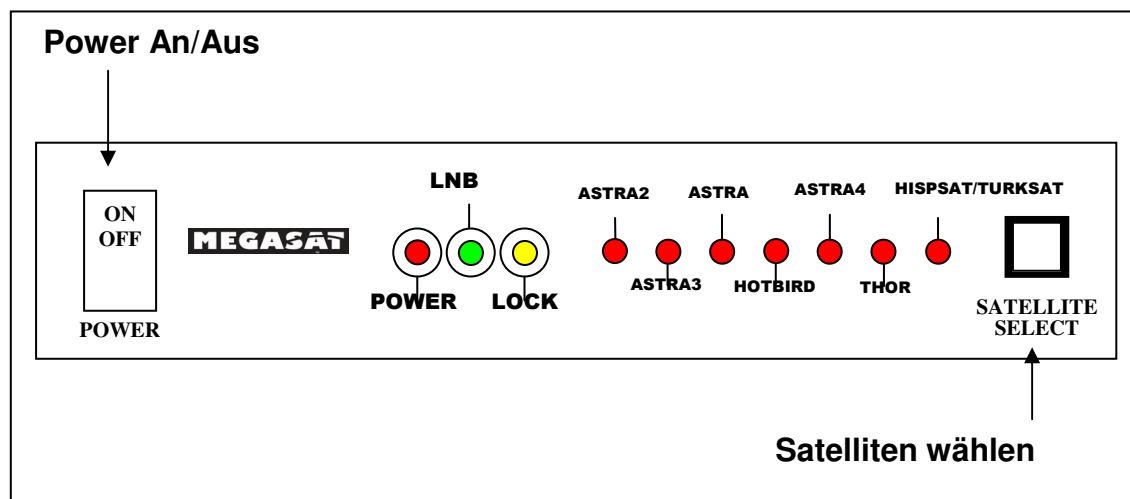 Power An/Aus
LNB
ASTRA2
ASTRA
ASTRA4
HISPSAT/TURKSAT
ON
OFF
MEGASAT
POWER
LOCK
ASTRA3
HOTBIRD
THOR
POWER
SATELLITE
SELECT
Satelliten wählen